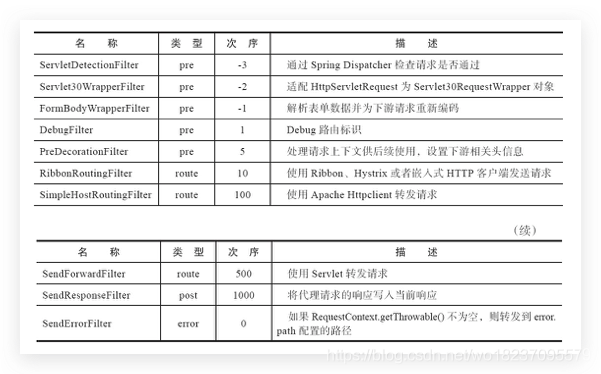 名 称 类 型 次 序 描 述
ServletDetectionFilter pre -3 通过 Spring Dispatcher 检查请求是否通过
Servlet30WrapperFilter pre -2 适配 HttpServletRequest 为 Servlet30RequestWrapper 对象
FormBodyWrapperFilter pre -1 解析表单数据并为下游请求重新编码
DebugFilter pre 1 Debug 路由标识
PreDecorationFilter pre 5 处理请求上下文供后续使用，设置下游相关头信息
RibbonRoutingFilter route 10 使用 Ribbon、Hystrix 或者嵌入式 HTTP 客户端发送请求
SimpleHostRoutingFilter route 100 使用 Apache Httpclient 转发请求
（续）
名 称 类 型 次 序 描 述
SendForwardFilter route 500 使用 Servlet 转发请求
SendResponseFilter post 1000 将代理请求的响应写入当前响应
SendErrorFilter error 0 如果 RequestContext.getThrowable() 不为空，则转发到 error.
path 配置的路径